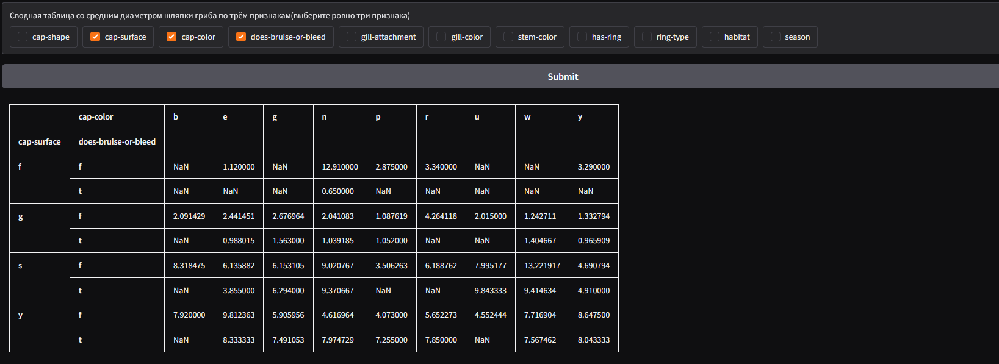 Сводная таблица со средним диаметром шляпки гриба по трём признакам(выберите ровно три признака)
cap-shape cap-surface cap-color does-bruise-or-bleed gill-attachment gill-color stem-color has-ring ring-type habitat season
Submit
cap-color b e g n p r u w y
cap-surface does-bruise-or-bleed
f f NaN 1.120000 NaN 12.910000 2.875000 3.340000 NaN NaN 3.290000
t NaN NaN NaN 0.650000 NaN NaN NaN NaN NaN
g f 2.091429 2.441451 2.676964 2.041083 1.087619 4.264118 2.015000 1.242711 1.332794
t NaN 0.988015 1.563000 1.039185 1.052000 NaN NaN 1.404667 0.965909
s f 8.318475 6.135882 6.153105 9.020767 3.506263 6.188762 7.995177 13.221917 4.690794
t NaN 3.855000 6.294000 9.370667 NaN NaN 9.843333 9.414634 4.910000
y f 7.920000 9.812363 5.905956 4.616964 4.073000 5.652273 4.552444 7.716904 8.647500
t NaN 8.333333 7.491053 7.974729 7.255000 7.850000 NaN 7.567462 8.043333